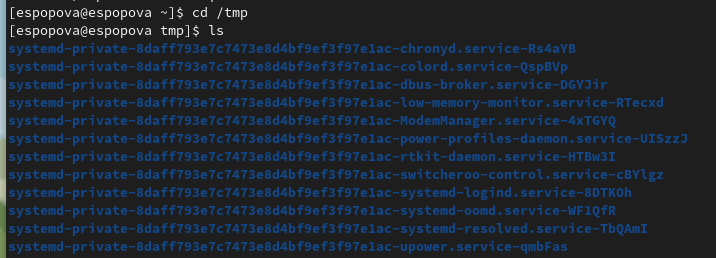 [espopova@espopova ~]$ cd /tmp
[espopova@espopova tmp]$ ls
systemd-private-8daff793e7c7473e8d4bf9ef3f97e1ac-chronyd.service-Rs4aYB
systemd-private-8daff793e7c7473e8d4bf9ef3f97e1ac-colord.service-QspBVp
systemd-private-8daff793e7c7473e8d4bf9ef3f97e1ac-dbus-broker.service-DGYJir
systemd-private-8daff793e7c7473e8d4bf9ef3f97e1ac-low-memory-monitor.service-RTecxd
systemd-private-8daff793e7c7473e8d4bf9ef3f97e1ac-ModemManager.service-4xTGYQ
systemd-private-8daff793e7c7473e8d4bf9ef3f97e1ac-power-profiles-daemon.service-UISzzJ
systemd-private-8daff793e7c7473e8d4bf9ef3f97e1ac-rtkit-daemon.service-HTBw3I
systemd-private-8daff793e7c7473e8d4bf9ef3f97e1ac-switcheroo-control.service-cBYlgz
systemd-private-8daff793e7c7473e8d4bf9ef3f97e1ac-systemd-logind.service-8DTKOh
systemd-private-8daff793e7c7473e8d4bf9ef3f97e1ac-systemd-oomd.service-WF1QfR
systemd-private-8daff793e7c7473e8d4bf9ef3f97e1ac-systemd-resolved.service-TbQAmI
systemd-private-8daff793e7c7473e8d4bf9ef3f97e1ac-upower.service-qmbFas